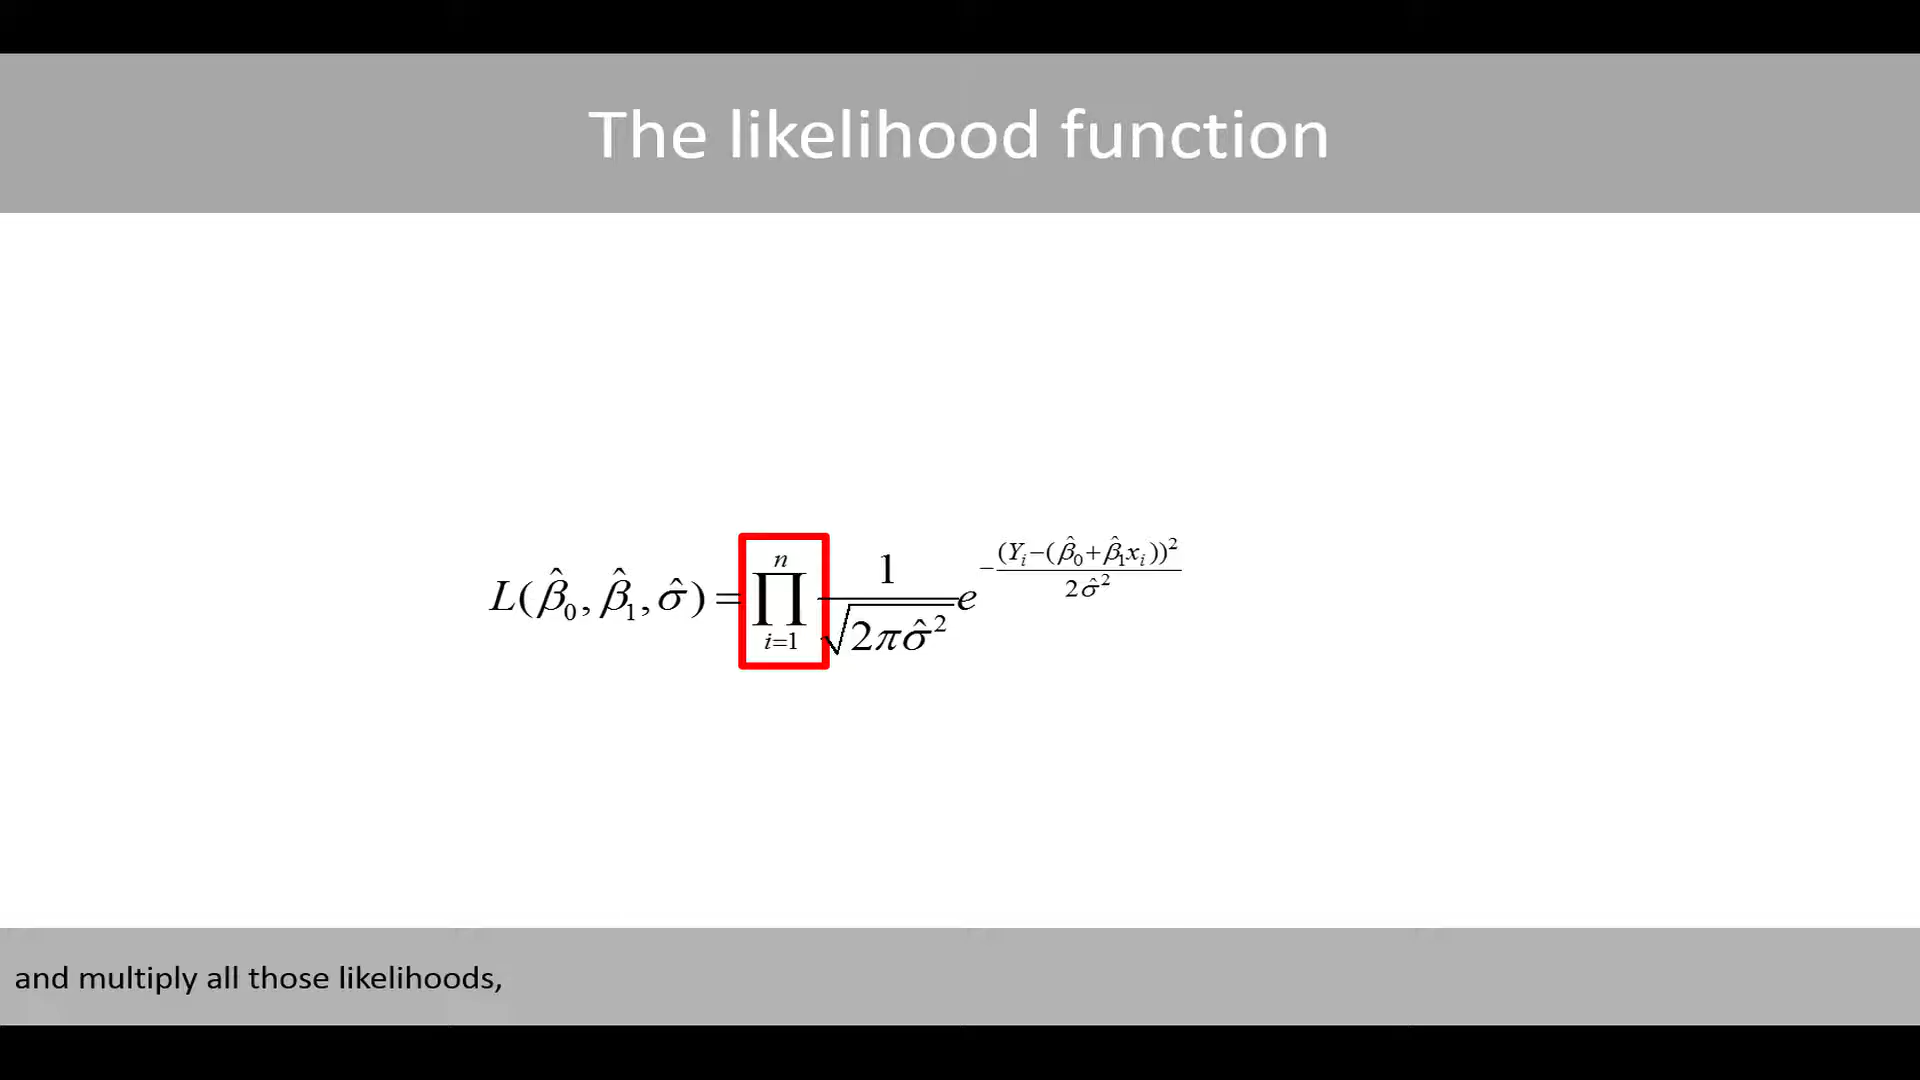 The likelihood function
L(β̂₀, β̂₁, σ̂) = ∏ᵢ₌₁ⁿ 1/√(2πσ̂²) e^(−(Yᵢ−(β̂₀+β̂₁xᵢ))²/(2σ̂²))
and multiply all those likelihoods,